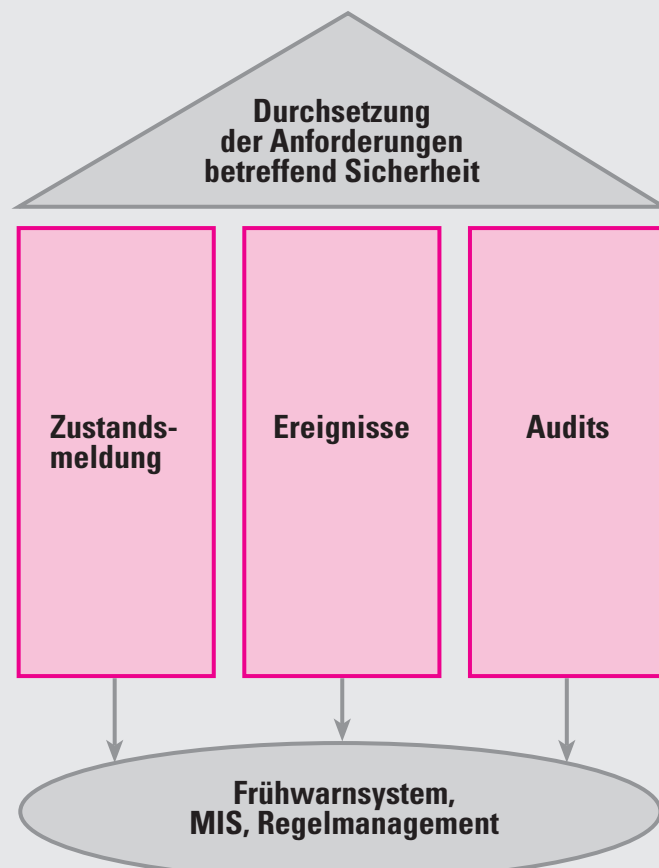 Durchsetzung
der Anforderungen
betreffend Sicherheit
Zustands-
meldung
Ereignisse
Audits
Frühwarnsystem,
MIS, Regelmanagement